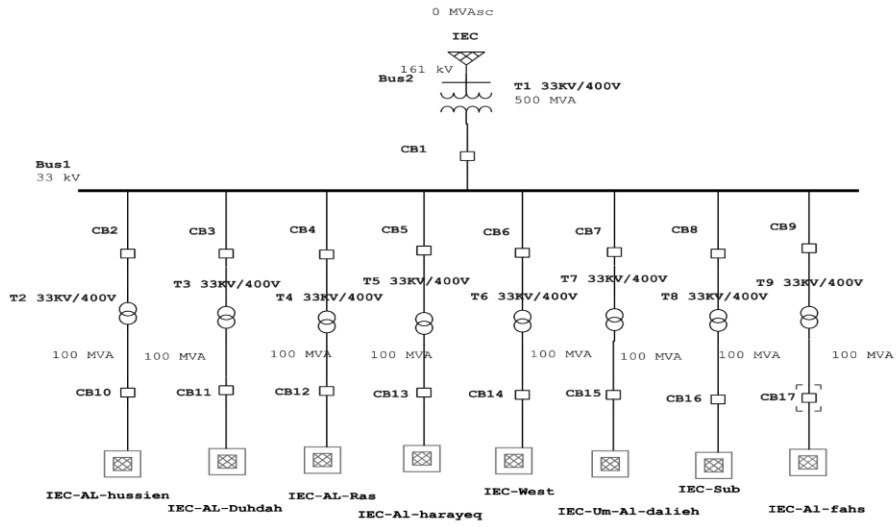 0 MVAsc
IEC
161 kV
Bus2
T1 33KV/400V
500 MVA
CB1
Bus1
33 kV
CB2 CB3 CB4 CB5 CB6 CB7 CB8 CB9
T2 33KV/400V T3 33KV/400V T4 33KV/400V T5 33KV/400V T6 33KV/400V T7 33KV/400V T8 33KV/400V T9 33KV/400V
100 MVA 100 MVA 100 MVA 100 MVA 100 MVA 100 MVA 100 MVA 100 MVA
CB10 CB11 CB12 CB13 CB14 CB15 CB16 CB17
IEC-AL-hussien IEC-AL-Duhdah IEC-AL-Ras IEC-Al-harayeq IEC-West IEC-Um-Al-dalieh IEC-Sub IEC-Al-fahs